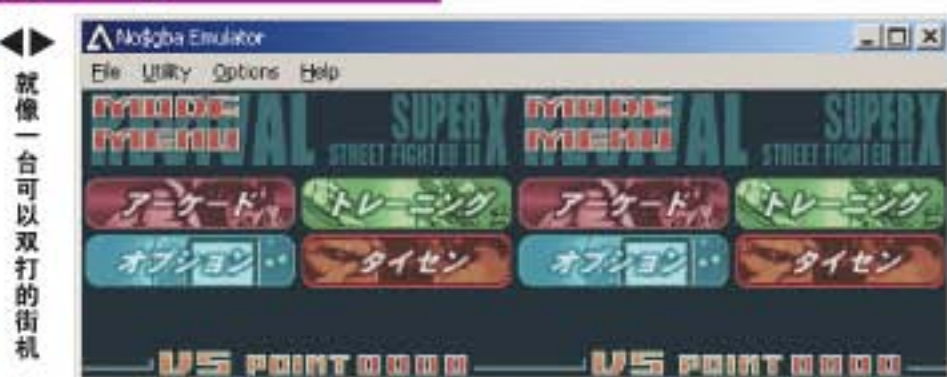 就像一台可以双打的街机
No$gba Emulator
File Utility Options Help
MODE MENU VAL SUPER X STREET FIGHTER II X MODE MENU SUPER X STREET FIGHTER II X
アーケード トレーニング アーケード トレーニング
オプション タイセン オプション タイセン
VS POINT 0000 VS POINT 0000